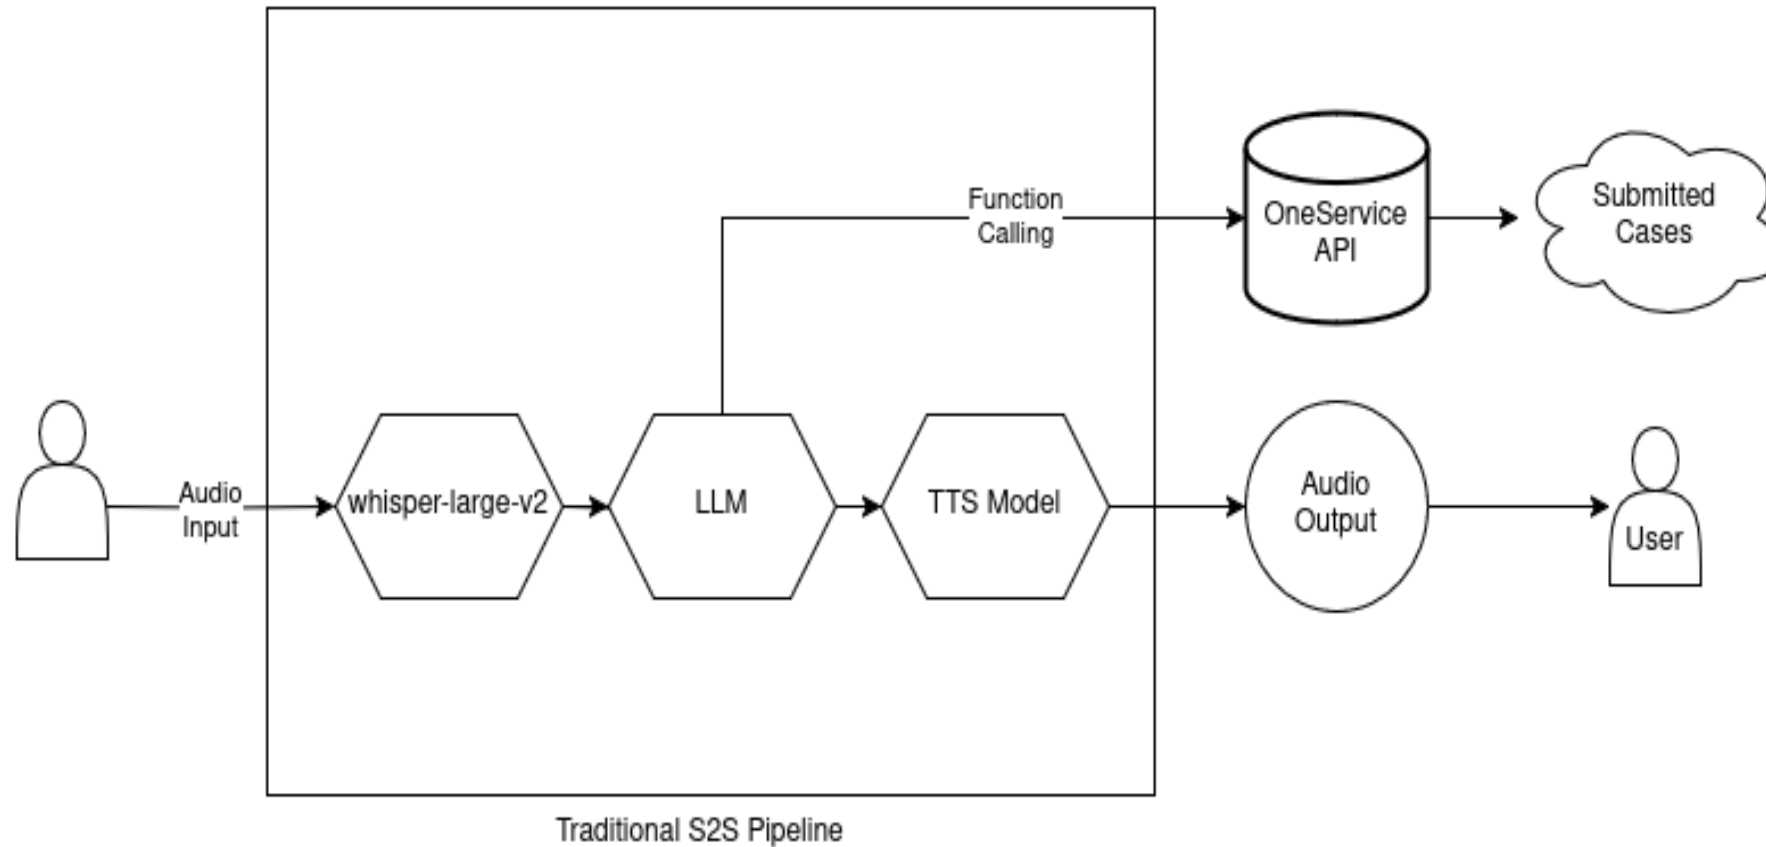 Function
Calling
OneService
API
Submitted
Cases
Audio
Input
whisper-large-v2
LLM
TTS Model
Audio
Output
User
Traditional S2S Pipeline